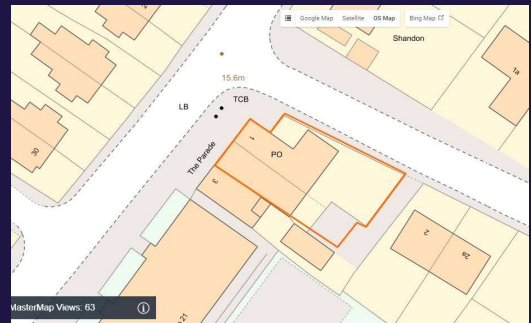 Google Map Satellite OS Map Bing Map
Shandon
1a
15.6m
LB
TCB
The Parade
1
PO
3
30
2
2a
21
MasterMap Views: 63